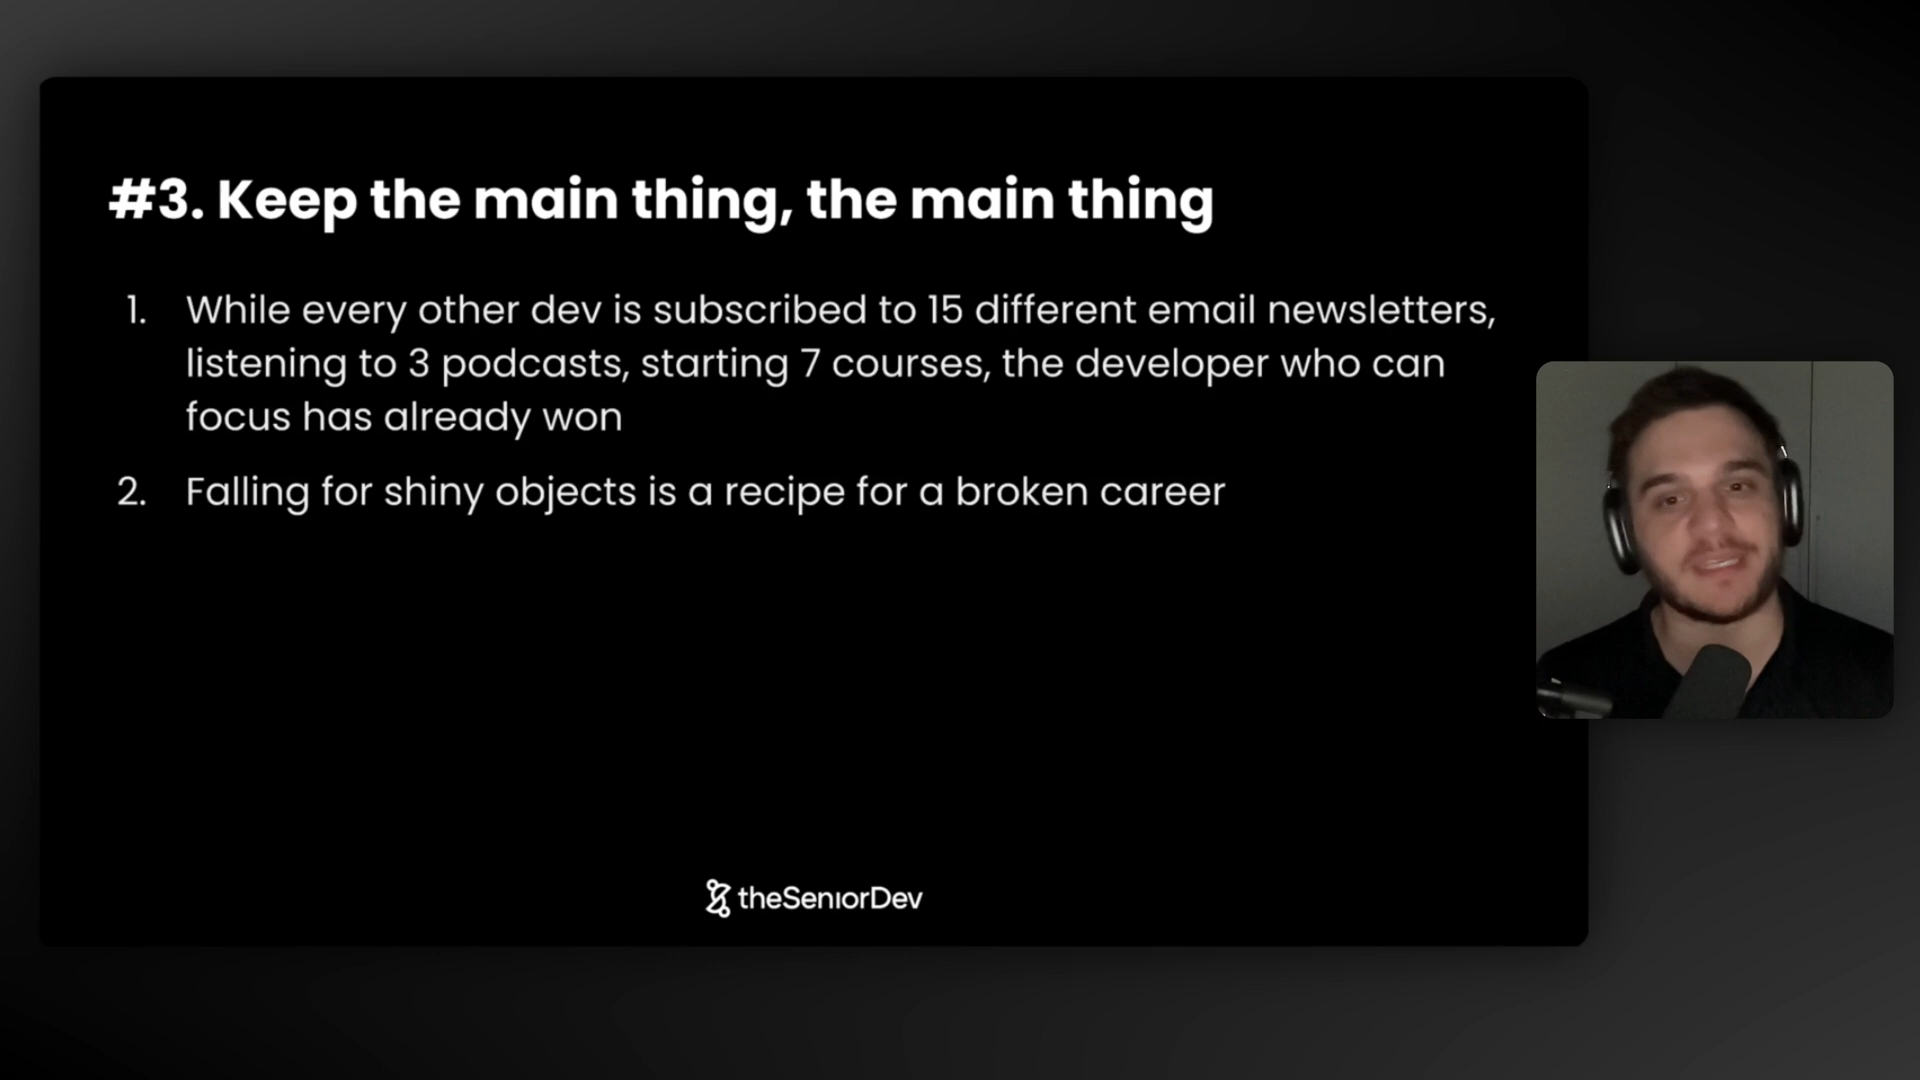 #3. Keep the main thing, the main thing
1. While every other dev is subscribed to 15 different email newsletters,
listening to 3 podcasts, starting 7 courses, the developer who can
focus has already won
2. Falling for shiny objects is a recipe for a broken career
theSeniorDev